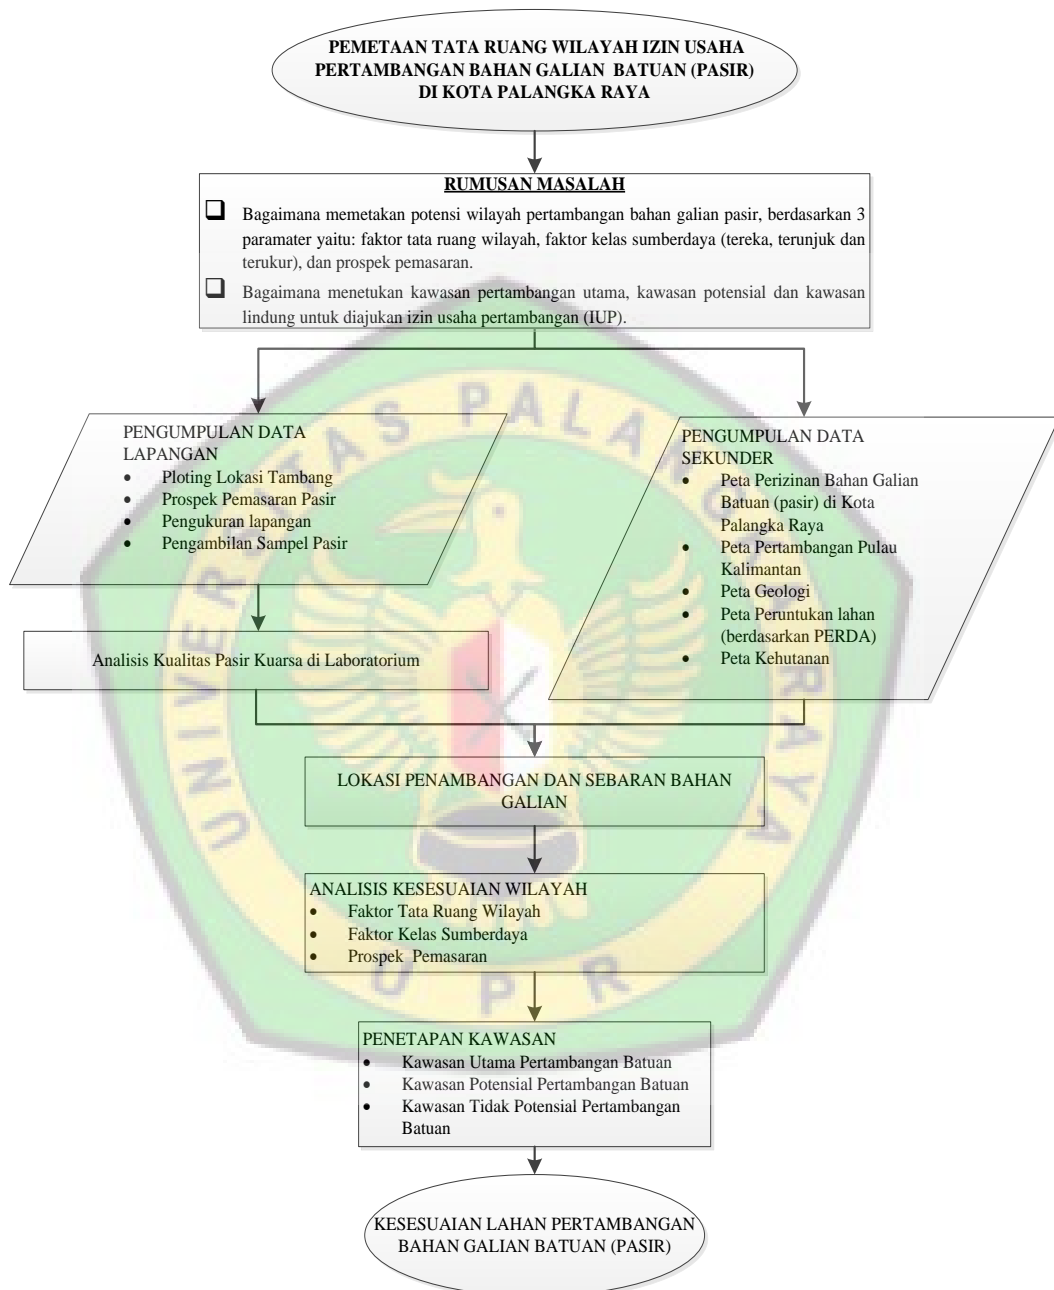 PEMETAAN TATA RUANG WILAYAH IZIN USAHA
PERTAMBANGAN BAHAN GALIAN BATUAN (PASIR)
DI KOTA PALANGKA RAYA
RUMUSAN MASALAH
❑ Bagaimana memetakan potensi wilayah pertambangan bahan galian pasir, berdasarkan 3
paramater yaitu: faktor tata ruang wilayah, faktor kelas sumberdaya (tereka, terunjuk dan
terukur), dan prospek pemasaran.
❑ Bagaimana menetukan kawasan pertambangan utama, kawasan potensial dan kawasan
lindung untuk diajukan izin usaha pertambangan (IUP).
PENGUMPULAN DATA
LAPANGAN
• Ploting Lokasi Tambang
• Prospek Pemasaran Pasir
• Pengukuran lapangan
• Pengambilan Sampel Pasir
PENGUMPULAN DATA
SEKUNDER
• Peta Perizinan Bahan Galian
Batuan (pasir) di Kota
Palangka Raya
• Peta Pertambangan Pulau
Kalimantan
• Peta Geologi
• Peta Peruntukan lahan
(berdasarkan PERDA)
• Peta Kehutanan
Analisis Kualitas Pasir Kuarsa di Laboratorium
LOKASI PENAMBANGAN DAN SEBARAN BAHAN
GALIAN
ANALISIS KESESUAIAN WILAYAH
• Faktor Tata Ruang Wilayah
• Faktor Kelas Sumberdaya
• Prospek Pemasaran
PENETAPAN KAWASAN
• Kawasan Utama Pertambangan Batuan
• Kawasan Potensial Pertambangan Batuan
• Kawasan Tidak Potensial Pertambangan
Batuan
KESESUAIAN LAHAN PERTAMBANGAN
BAHAN GALIAN BATUAN (PASIR)
UNIVERSITAS PALANGKA RAYA
UPR